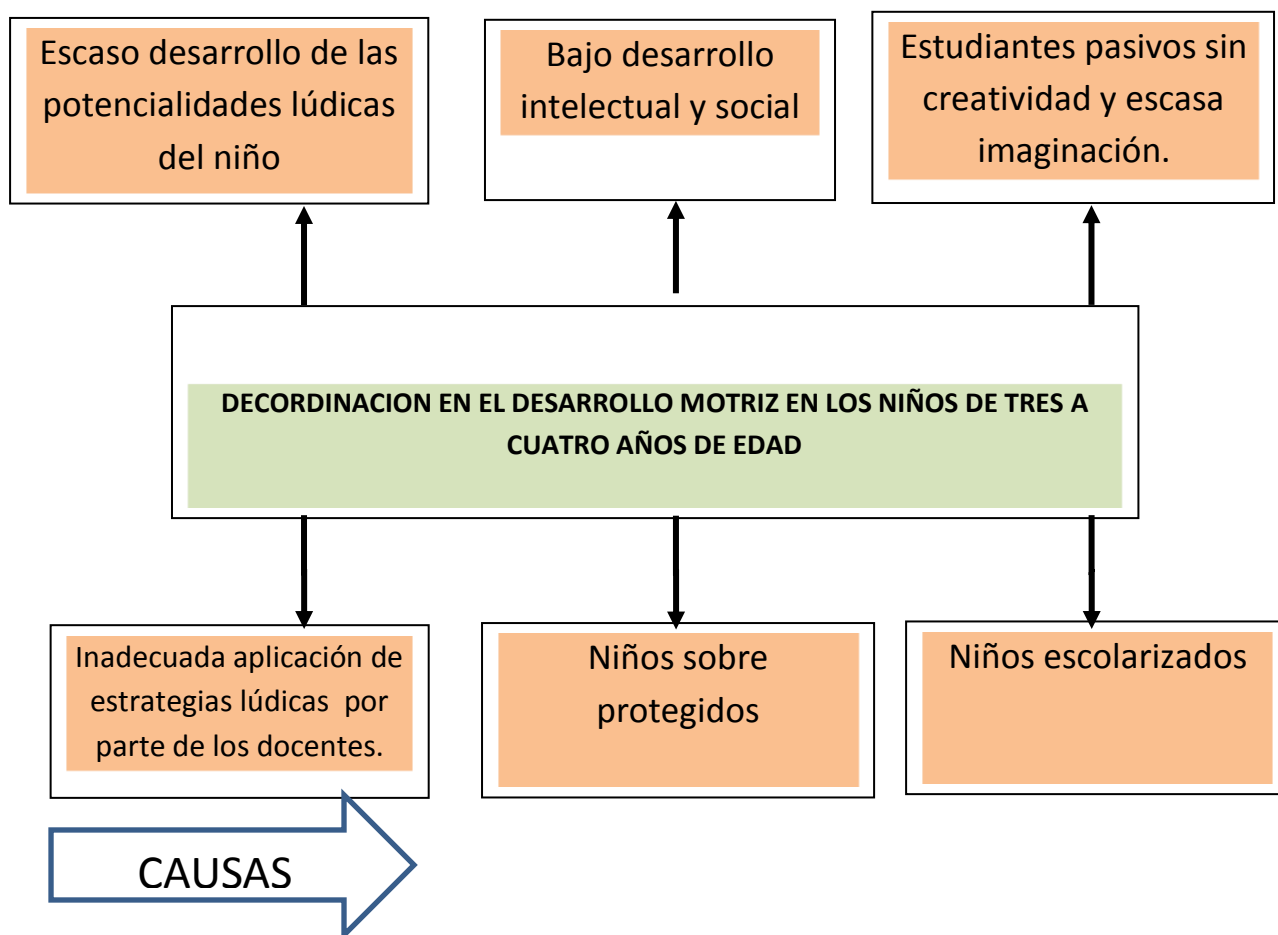 Escaso desarrollo de las
potencialidades lúdicas
del niño
Bajo desarrollo
intelectual y social
Estudiantes pasivos sin
creatividad y escasa
imaginación.
DECORDINACION EN EL DESARROLLO MOTRIZ EN LOS NIÑOS DE TRES A
CUATRO AÑOS DE EDAD
Inadecuada aplicación de
estrategias lúdicas por
parte de los docentes.
Niños sobre
protegidos
Niños escolarizados
CAUSAS